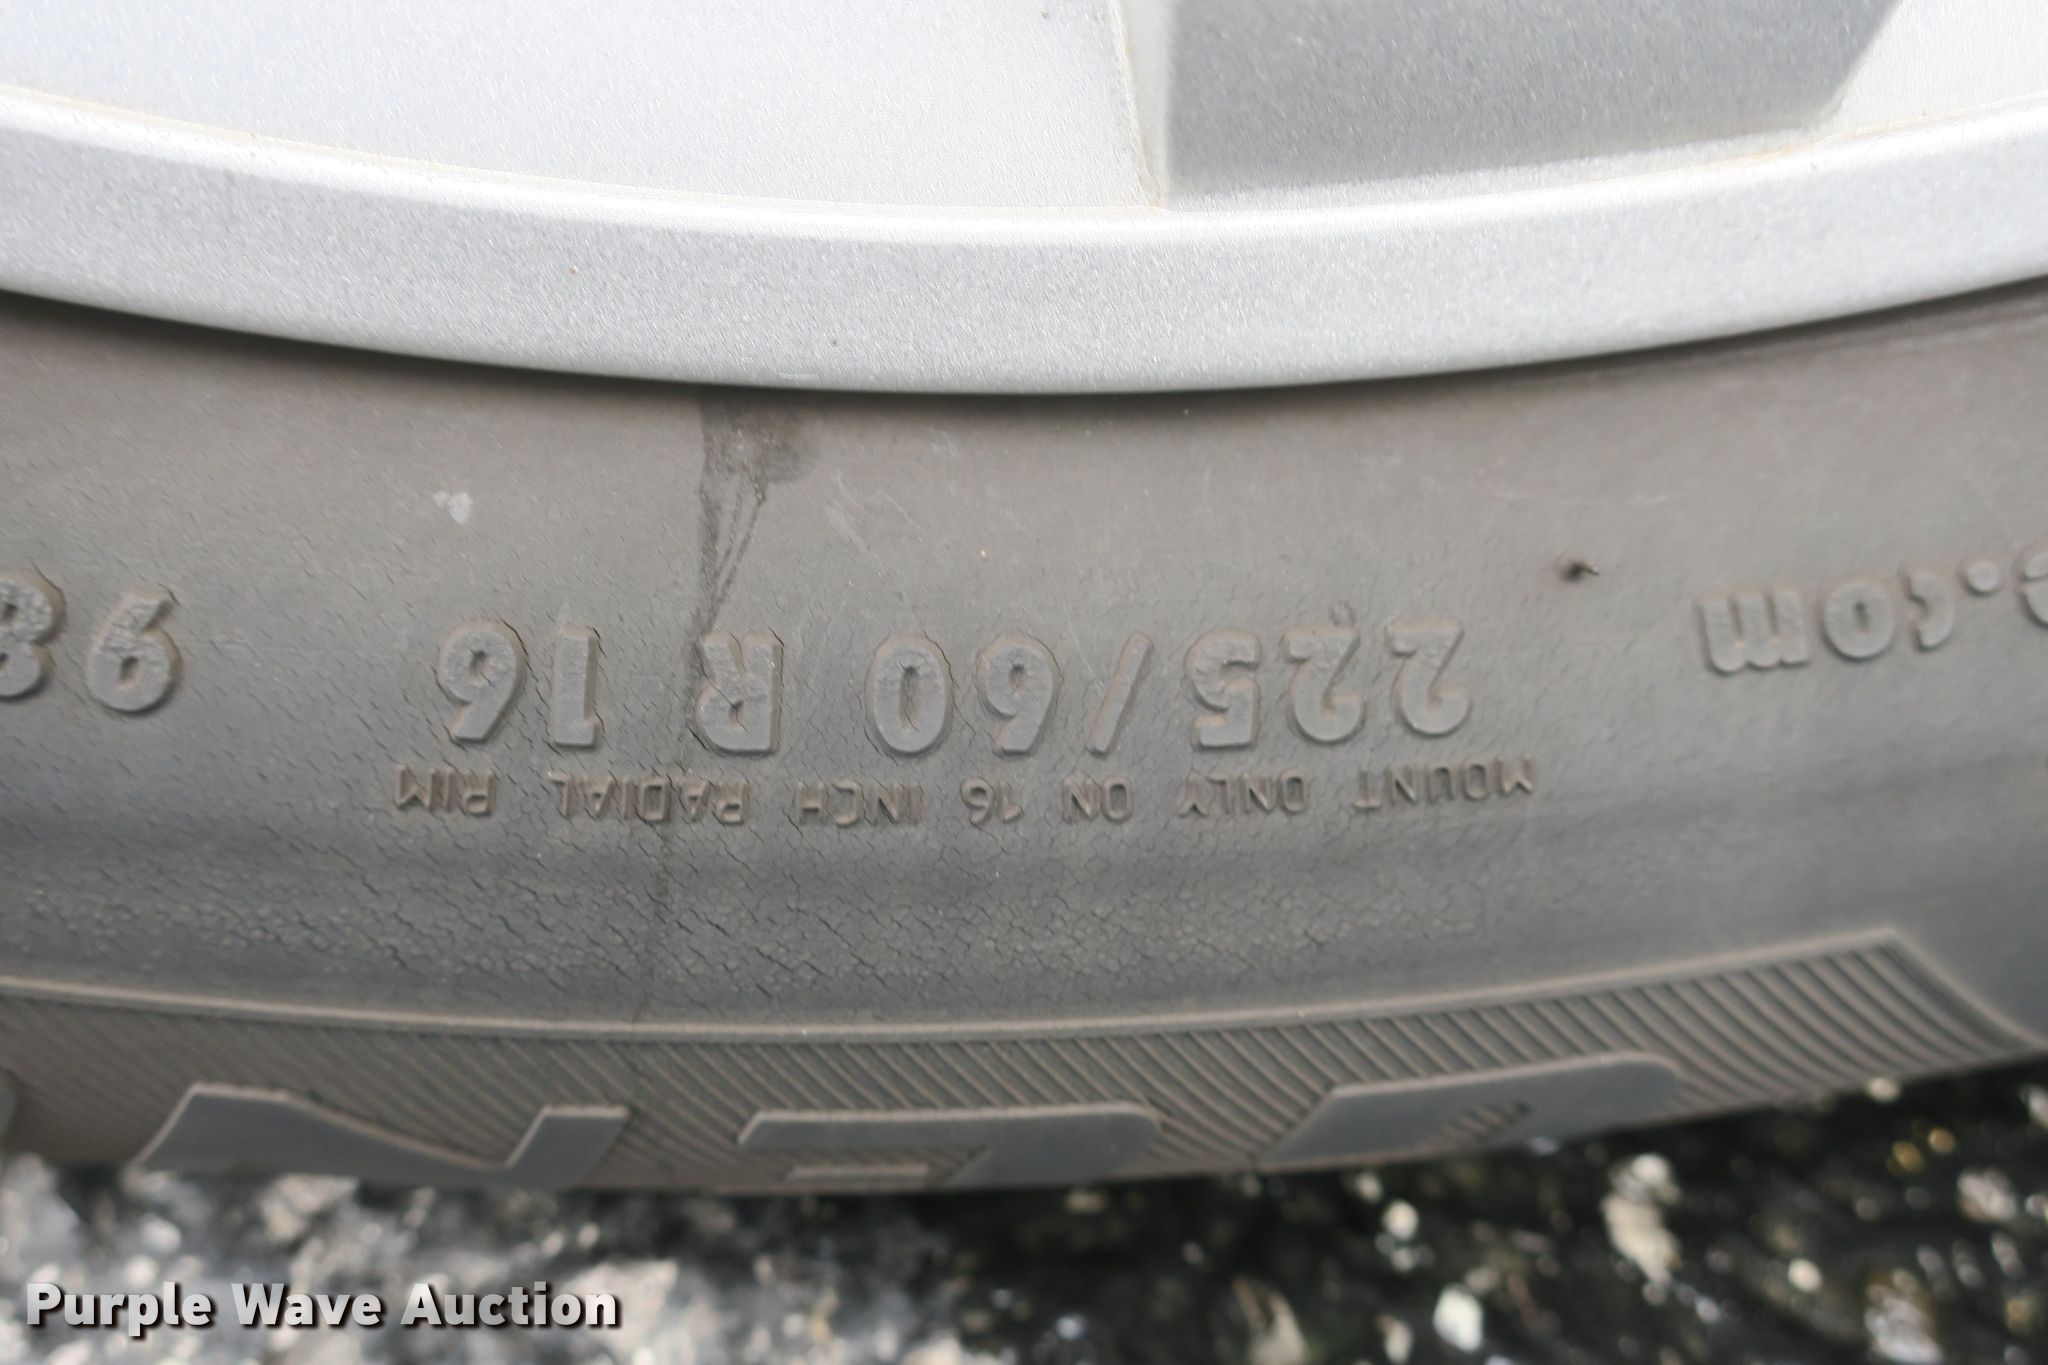 e.com 225/60 R 16 98
MOUNT ONLY ON 16 INCH RADIAL RIM
Purple Wave Auction